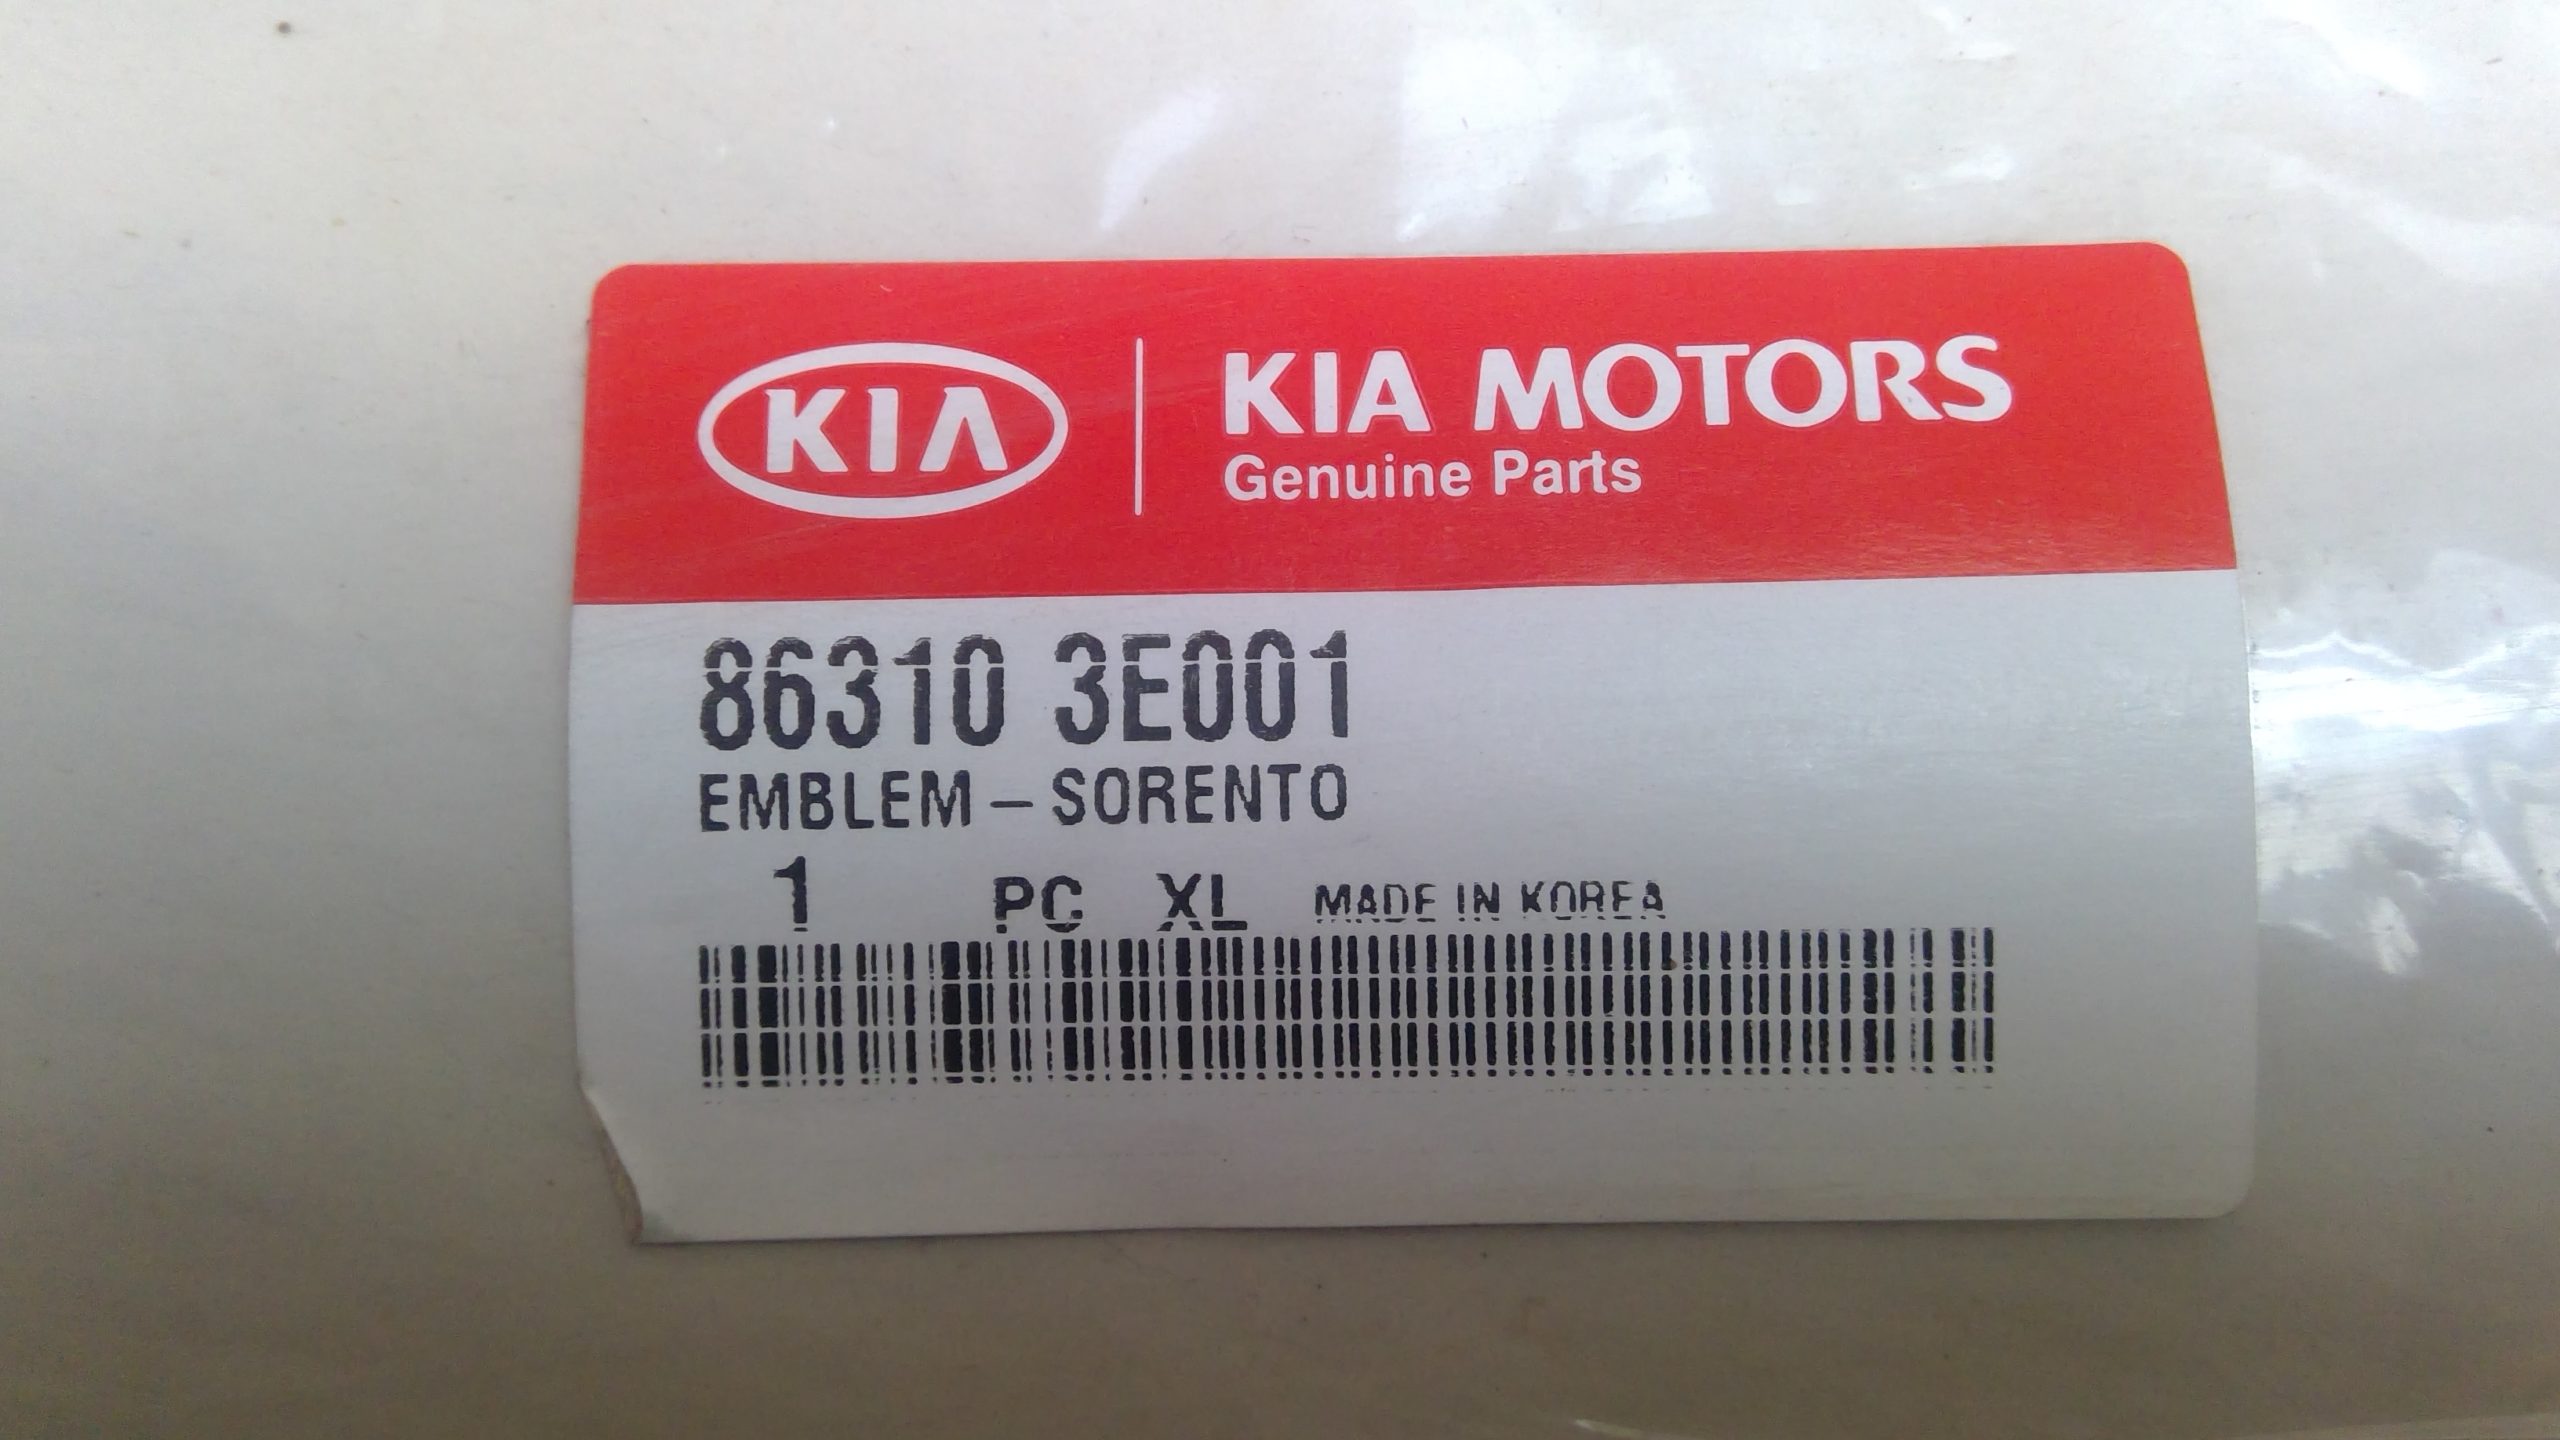 KIA
KIA MOTORS
Genuine Parts
86310 3E001
EMBLEM – SORENTO
1 PC XL MADE IN KOREA